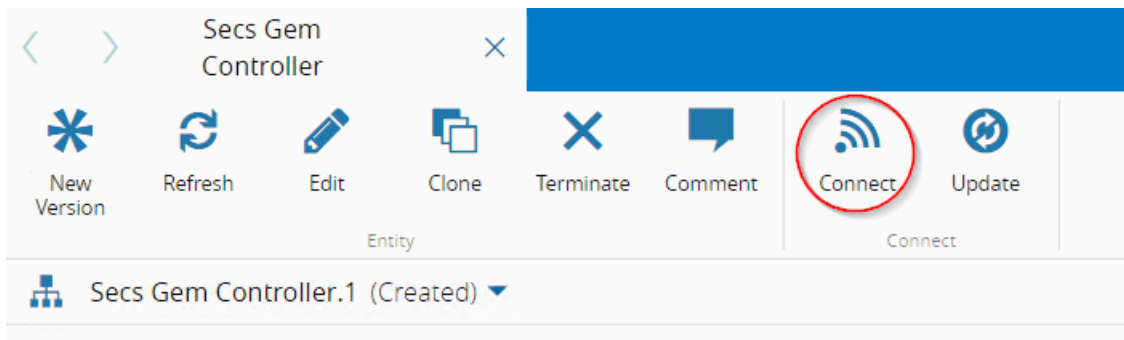 Secs Gem
Controller
New
Version
Refresh
Edit
Clone
Terminate
Comment
Connect
Update
Entity
Connect
Secs Gem Controller.1 (Created)